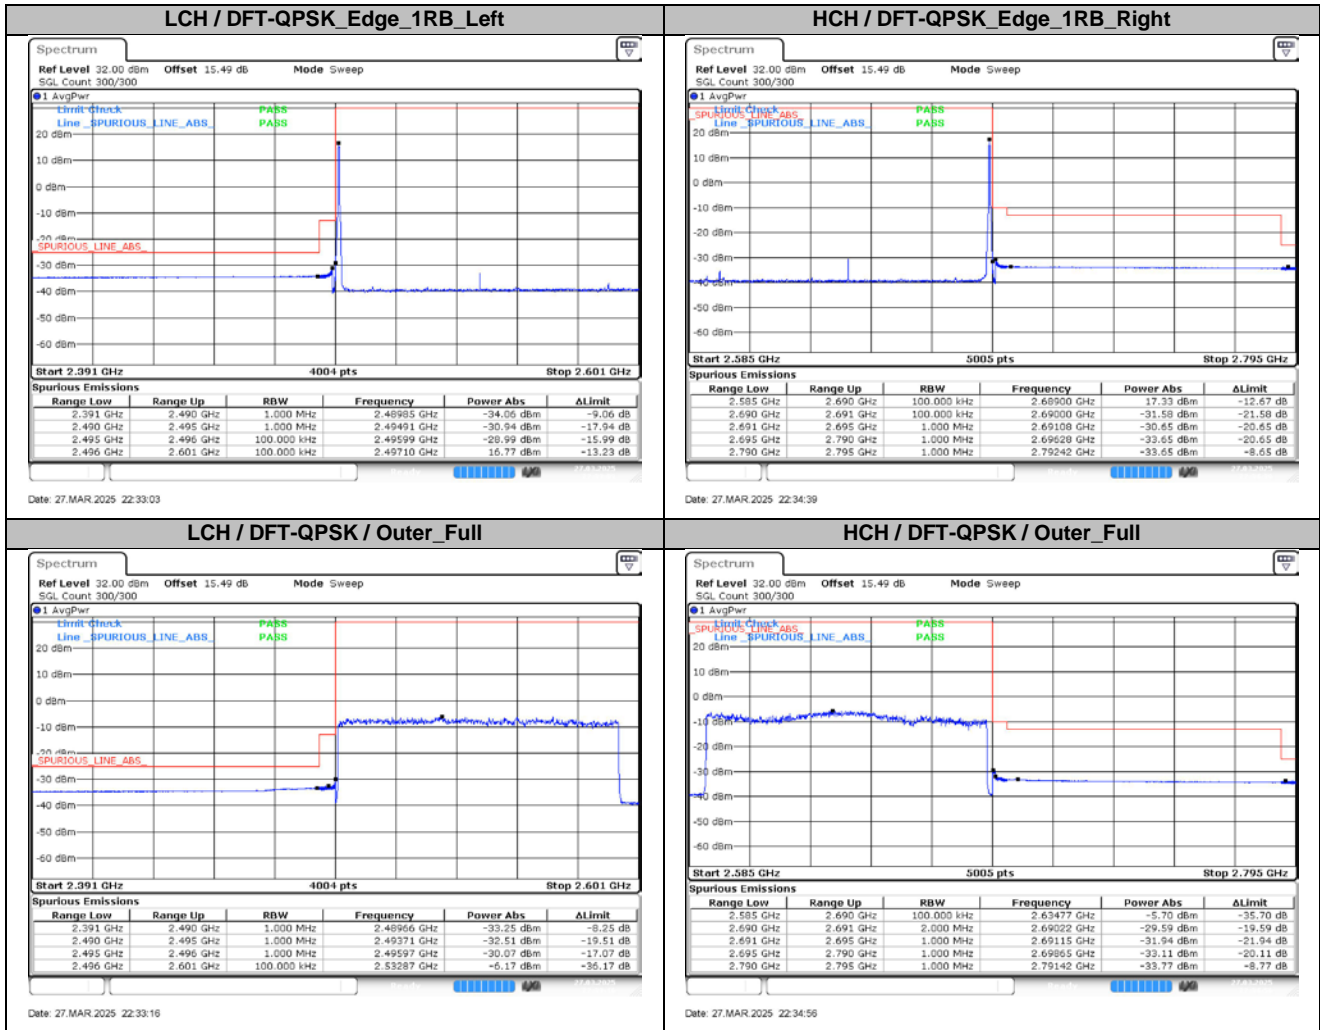 LCH / DFT-QPSK_Edge_1RB_Left
Spectrum
Ref Level 32.00 dBm Offset 15.49 dB Mode Sweep
SGL Count 300/300
1 AvgPwr
Limit Check PASS
Line _SPURIOUS_LINE_ABS_ PASS
20 dBm
10 dBm
0 dBm
-10 dBm
-20 dBm
_SPURIOUS_LINE_ABS_
-30 dBm
-40 dBm
-50 dBm
-60 dBm
Start 2.391 GHz 4004 pts Stop 2.601 GHz
Spurious Emissions
Range Low Range Up RBW Frequency Power Abs ΔLimit
2.391 GHz 2.490 GHz 1.000 MHz 2.48985 GHz -34.06 dBm -9.06 dB
2.490 GHz 2.495 GHz 1.000 MHz 2.49491 GHz -30.94 dBm -17.94 dB
2.495 GHz 2.496 GHz 100.000 kHz 2.49599 GHz -28.99 dBm -15.99 dB
2.496 GHz 2.601 GHz 100.000 kHz 2.49710 GHz 16.77 dBm -13.23 dB
Date: 27.MAR.2025 22:33:03
HCH / DFT-QPSK_Edge_1RB_Right
Spectrum
Ref Level 32.00 dBm Offset 15.49 dB Mode Sweep
SGL Count 300/300
1 AvgPwr
Limit Check PASS
_SPURIOUS_LINE_ABS_
Line _SPURIOUS_LINE_ABS_ PASS
20 dBm
10 dBm
0 dBm
-10 dBm
-20 dBm
-30 dBm
-40 dBm
-50 dBm
-60 dBm
Start 2.585 GHz 5005 pts Stop 2.795 GHz
Spurious Emissions
Range Low Range Up RBW Frequency Power Abs ΔLimit
2.585 GHz 2.690 GHz 100.000 kHz 2.68900 GHz 17.33 dBm -12.67 dB
2.690 GHz 2.691 GHz 100.000 kHz 2.69000 GHz -31.58 dBm -21.58 dB
2.691 GHz 2.695 GHz 1.000 MHz 2.69108 GHz -30.65 dBm -20.65 dB
2.695 GHz 2.790 GHz 1.000 MHz 2.69628 GHz -33.65 dBm -20.65 dB
2.790 GHz 2.795 GHz 1.000 MHz 2.79242 GHz -33.65 dBm -8.65 dB
Date: 27.MAR.2025 22:34:39
LCH / DFT-QPSK / Outer_Full
Spectrum
Ref Level 32.00 dBm Offset 15.49 dB Mode Sweep
SGL Count 300/300
1 AvgPwr
Limit Check PASS
Line _SPURIOUS_LINE_ABS_ PASS
20 dBm
10 dBm
0 dBm
-10 dBm
-20 dBm
_SPURIOUS_LINE_ABS_
-30 dBm
-40 dBm
-50 dBm
-60 dBm
Start 2.391 GHz 4004 pts Stop 2.601 GHz
Spurious Emissions
Range Low Range Up RBW Frequency Power Abs ΔLimit
2.391 GHz 2.490 GHz 1.000 MHz 2.48966 GHz -33.25 dBm -8.25 dB
2.490 GHz 2.495 GHz 1.000 MHz 2.49371 GHz -32.51 dBm -19.51 dB
2.495 GHz 2.496 GHz 1.000 MHz 2.49597 GHz -30.07 dBm -17.07 dB
2.496 GHz 2.601 GHz 100.000 kHz 2.53287 GHz -6.17 dBm -36.17 dB
Date: 27.MAR.2025 22:33:16
HCH / DFT-QPSK / Outer_Full
Spectrum
Ref Level 32.00 dBm Offset 15.49 dB Mode Sweep
SGL Count 300/300
1 AvgPwr
Limit Check PASS
_SPURIOUS_LINE_ABS_
Line _SPURIOUS_LINE_ABS_ PASS
20 dBm
10 dBm
0 dBm
-10 dBm
-20 dBm
-30 dBm
-40 dBm
-50 dBm
-60 dBm
Start 2.585 GHz 5005 pts Stop 2.795 GHz
Spurious Emissions
Range Low Range Up RBW Frequency Power Abs ΔLimit
2.585 GHz 2.690 GHz 100.000 kHz 2.63477 GHz -5.70 dBm -35.70 dB
2.690 GHz 2.691 GHz 2.000 MHz 2.69022 GHz -29.59 dBm -19.59 dB
2.691 GHz 2.695 GHz 1.000 MHz 2.69115 GHz -31.94 dBm -21.94 dB
2.695 GHz 2.790 GHz 1.000 MHz 2.69865 GHz -33.11 dBm -20.11 dB
2.790 GHz 2.795 GHz 1.000 MHz 2.79142 GHz -33.77 dBm -8.77 dB
Date: 27.MAR.2025 22:34:56